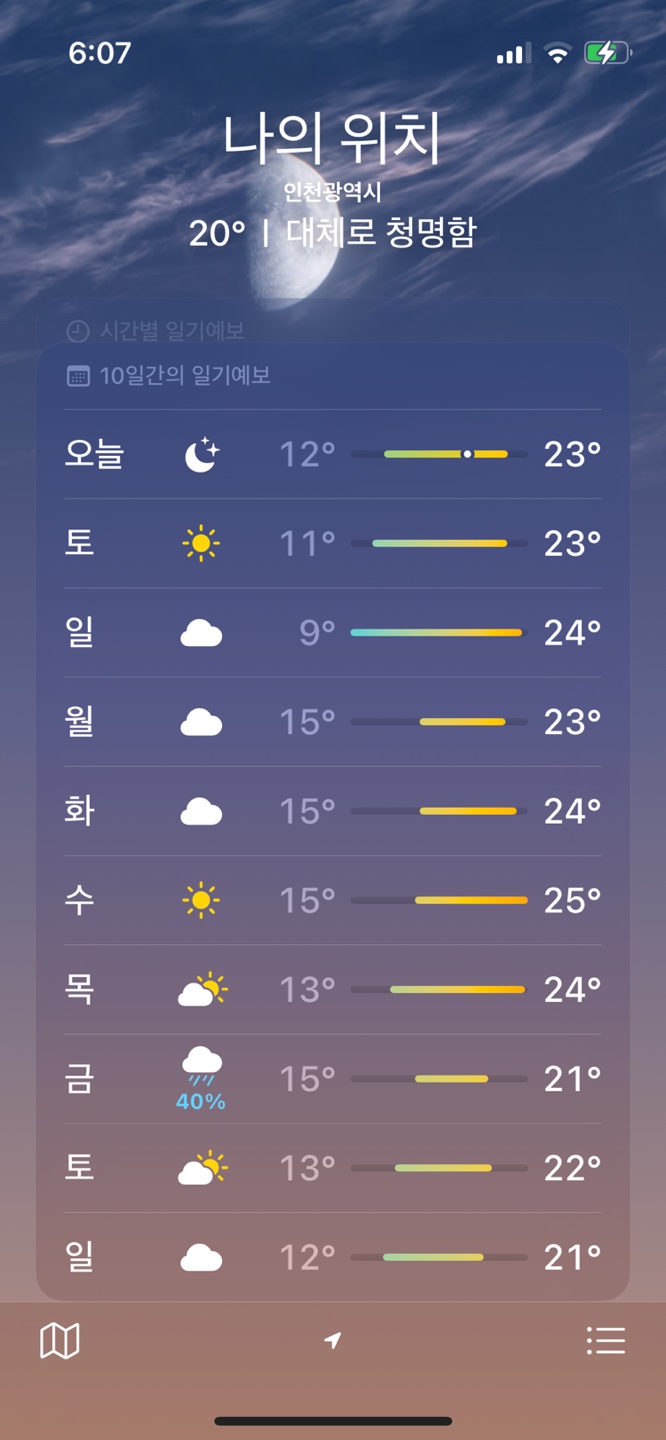 6:07
나의 위치
인천광역시
20° | 대체로 청명함
시간별 일기예보
10일간의 일기예보
오늘 12° 23°
토 11° 23°
일 9° 24°
월 15° 23°
화 15° 24°
수 15° 25°
목 13° 24°
금 40% 15° 21°
토 13° 22°
일 12° 21°